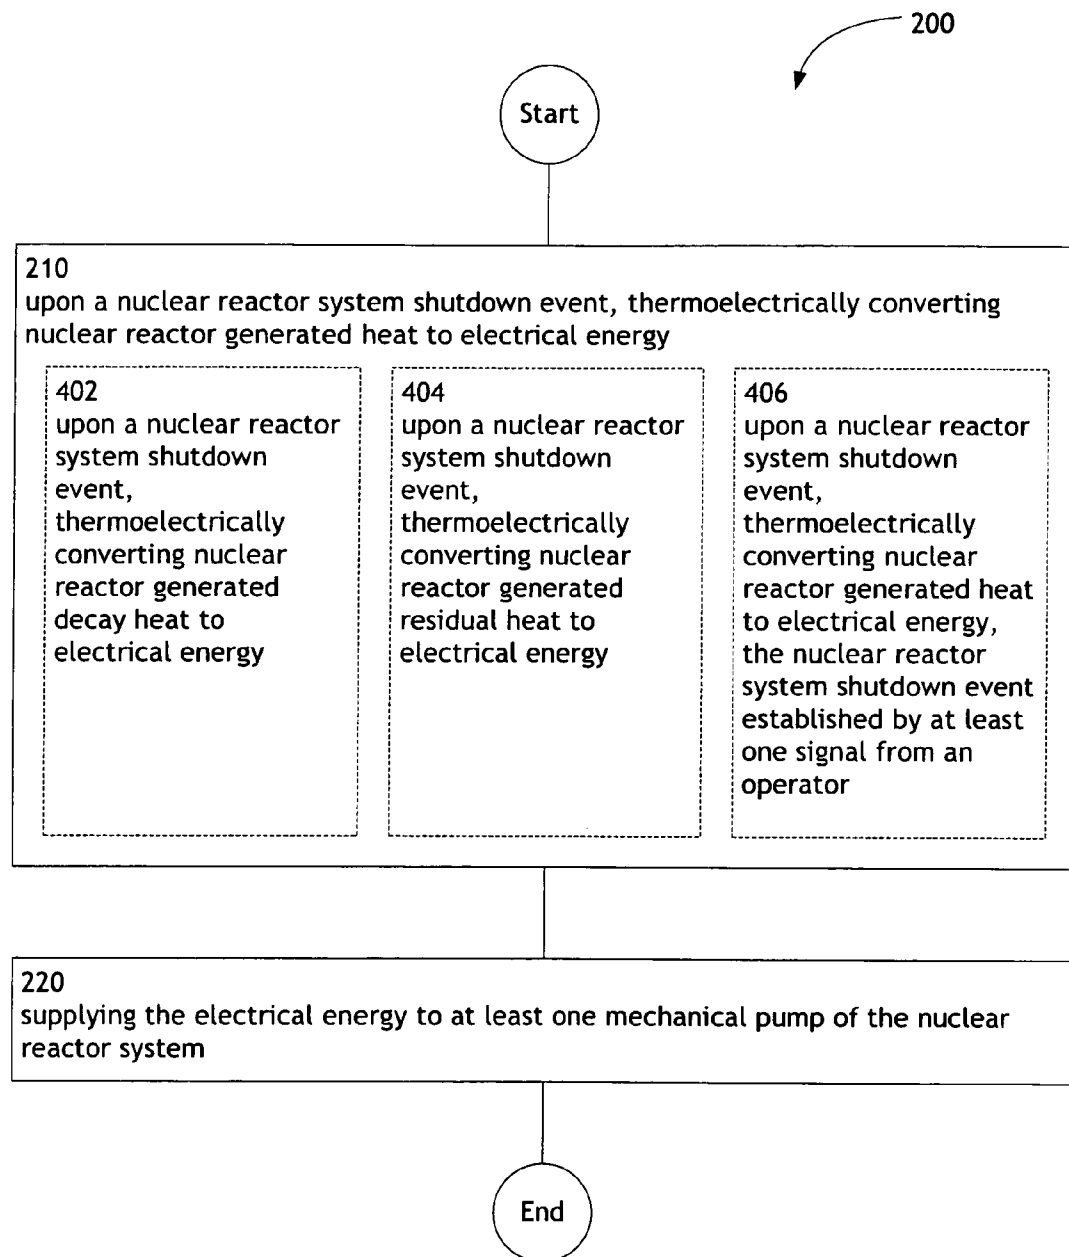 200
Start
210
upon a nuclear reactor system shutdown event, thermoelectrically converting
nuclear reactor generated heat to electrical energy
402
upon a nuclear reactor
system shutdown
event,
thermoelectrically
converting nuclear
reactor generated
decay heat to
electrical energy
404
upon a nuclear reactor
system shutdown
event,
thermoelectrically
converting nuclear
reactor generated
residual heat to
electrical energy
406
upon a nuclear reactor
system shutdown
event,
thermoelectrically
converting nuclear
reactor generated heat
to electrical energy,
the nuclear reactor
system shutdown event
established by at least
one signal from an
operator
220
supplying the electrical energy to at least one mechanical pump of the nuclear
reactor system
End